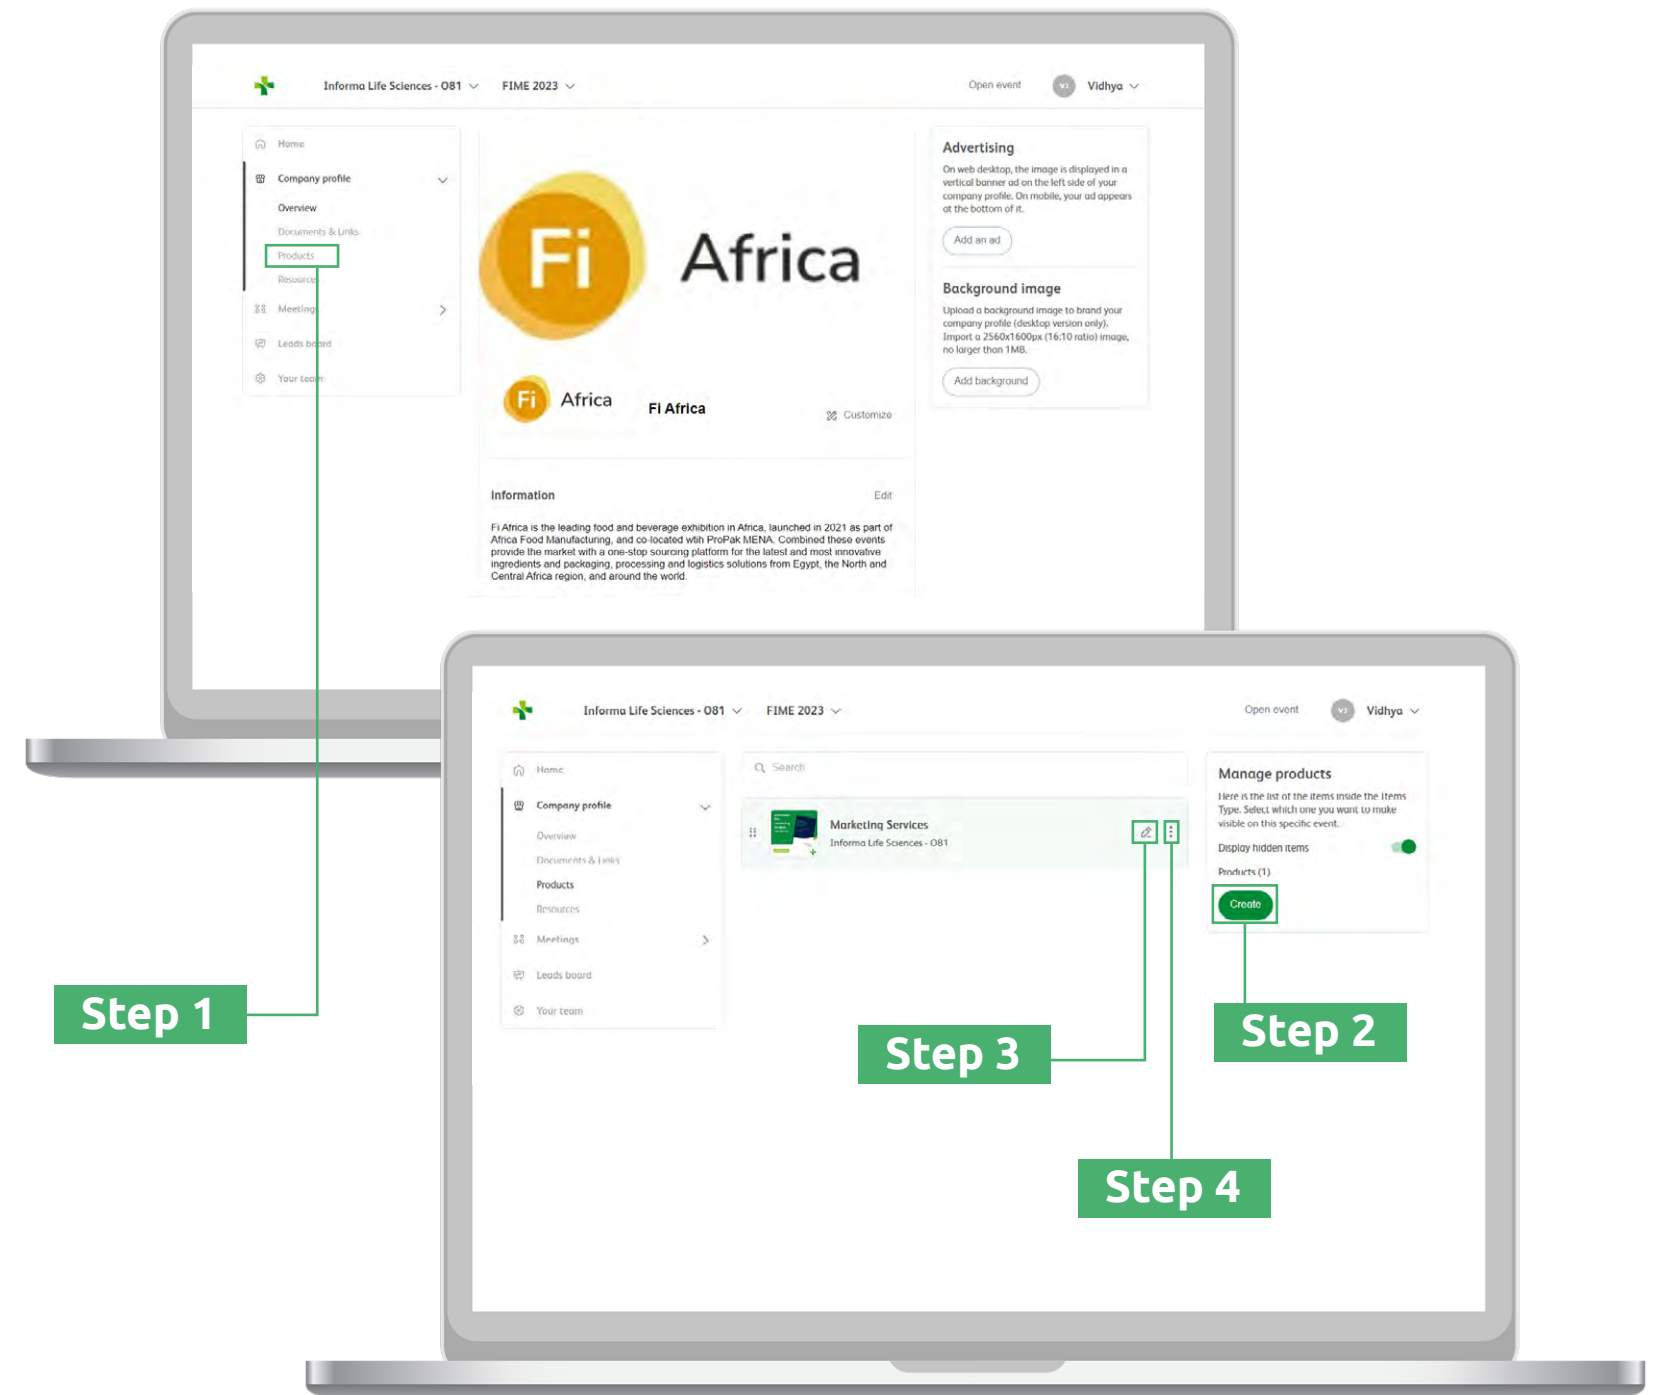 Informa Life Sciences - O81
FIME 2023
Open event
Vidhya
Home
Company profile
Overview
Documents & Links
Products
Resources
Meetings
Leads board
Your team
Fi
Africa
Fi Africa
Fi Africa
Customize
Information
Edit
Fi Africa is the leading food and beverage exhibition in Africa, launched in 2021 as part of
Africa Food Manufacturing, and co-located wtih ProPak MENA. Combined these events
provide the market with a one-stop sourcing platform for the latest and most innovative
ingredients and packaging, processing and logistics solutions from Egypt, the North and
Central Africa region, and around the world.
Advertising
On web desktop, the image is displayed in a
vertical banner ad on the left side of your
company profile. On mobile, your ad appears
at the bottom of it.
Add an ad
Background image
Upload a background image to brand your
company profile (desktop version only).
Import a 2560x1600px (16:10 ratio) image,
no larger than 1MB.
Add background
Informa Life Sciences - O81
FIME 2023
Open event
Vidhya
Home
Company profile
Overview
Documents & Links
Products
Resources
Meetings
Leads board
Your team
Search
Marketing Services
Informa Life Sciences - O81
Manage products
Here is the list of the items inside the Items
Type. Select which one you want to make
visible on this specific event.
Display hidden items
Products (1)
Create
Step 1
Step 2
Step 3
Step 4